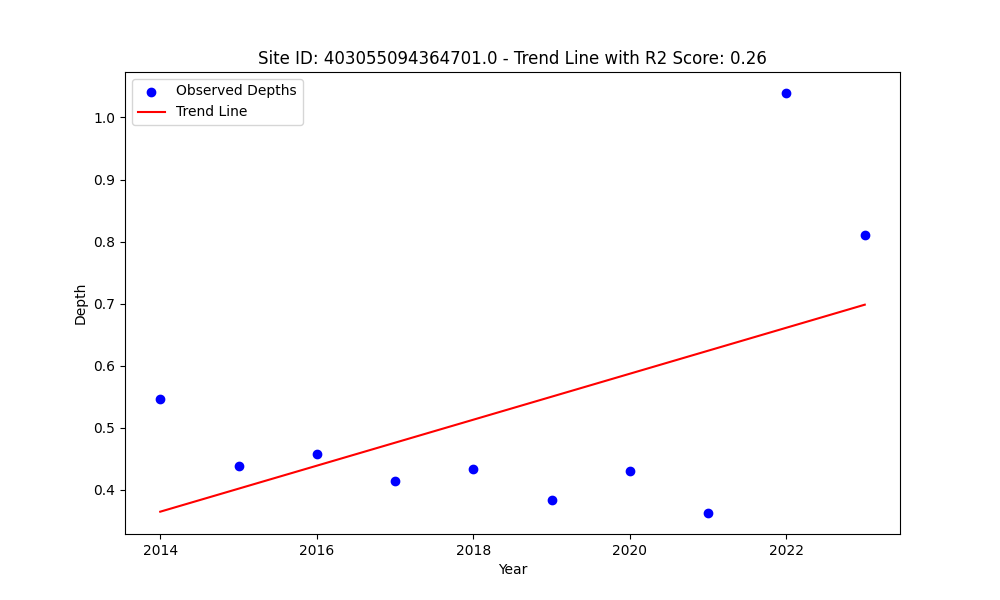 Site ID: 403055094364701.0 - Trend Line with R2 Score: 0.26
Observed Depths
Trend Line
1.0
0.9
0.8
0.7
0.6
0.5
0.4
Depth
2014
2016
2018
2020
2022
Year